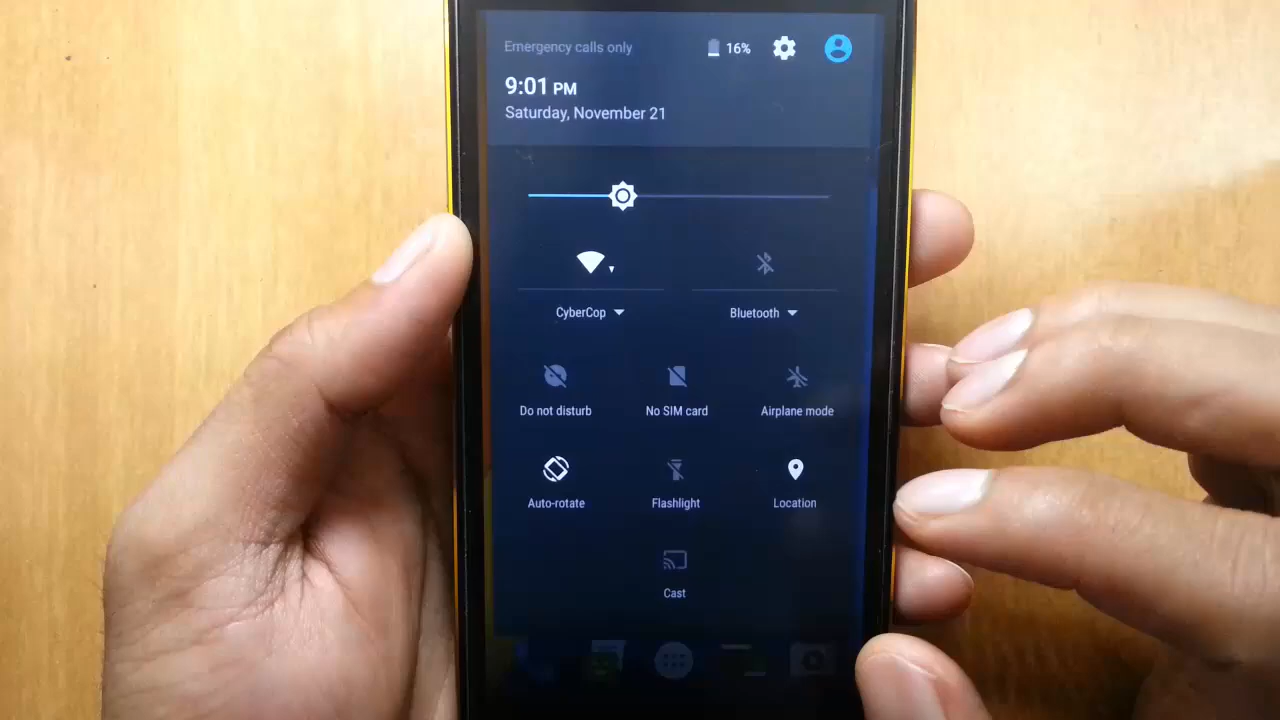 Emergency calls only 16%
9:01 PM
Saturday, November 21
CyberCop Bluetooth
Do not disturb No SIM card Airplane mode
Auto-rotate Flashlight Location
Cast